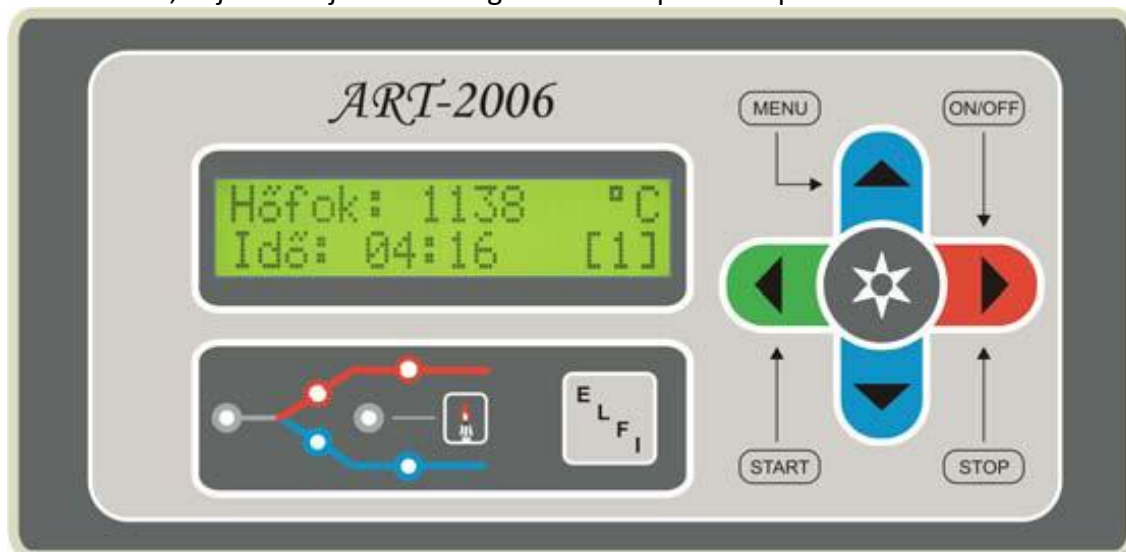 ART-2006
Hőfok: 1138 °C
Idő: 04:16 [1]
MENU
ON/OFF
START
STOP
E
L
F
I